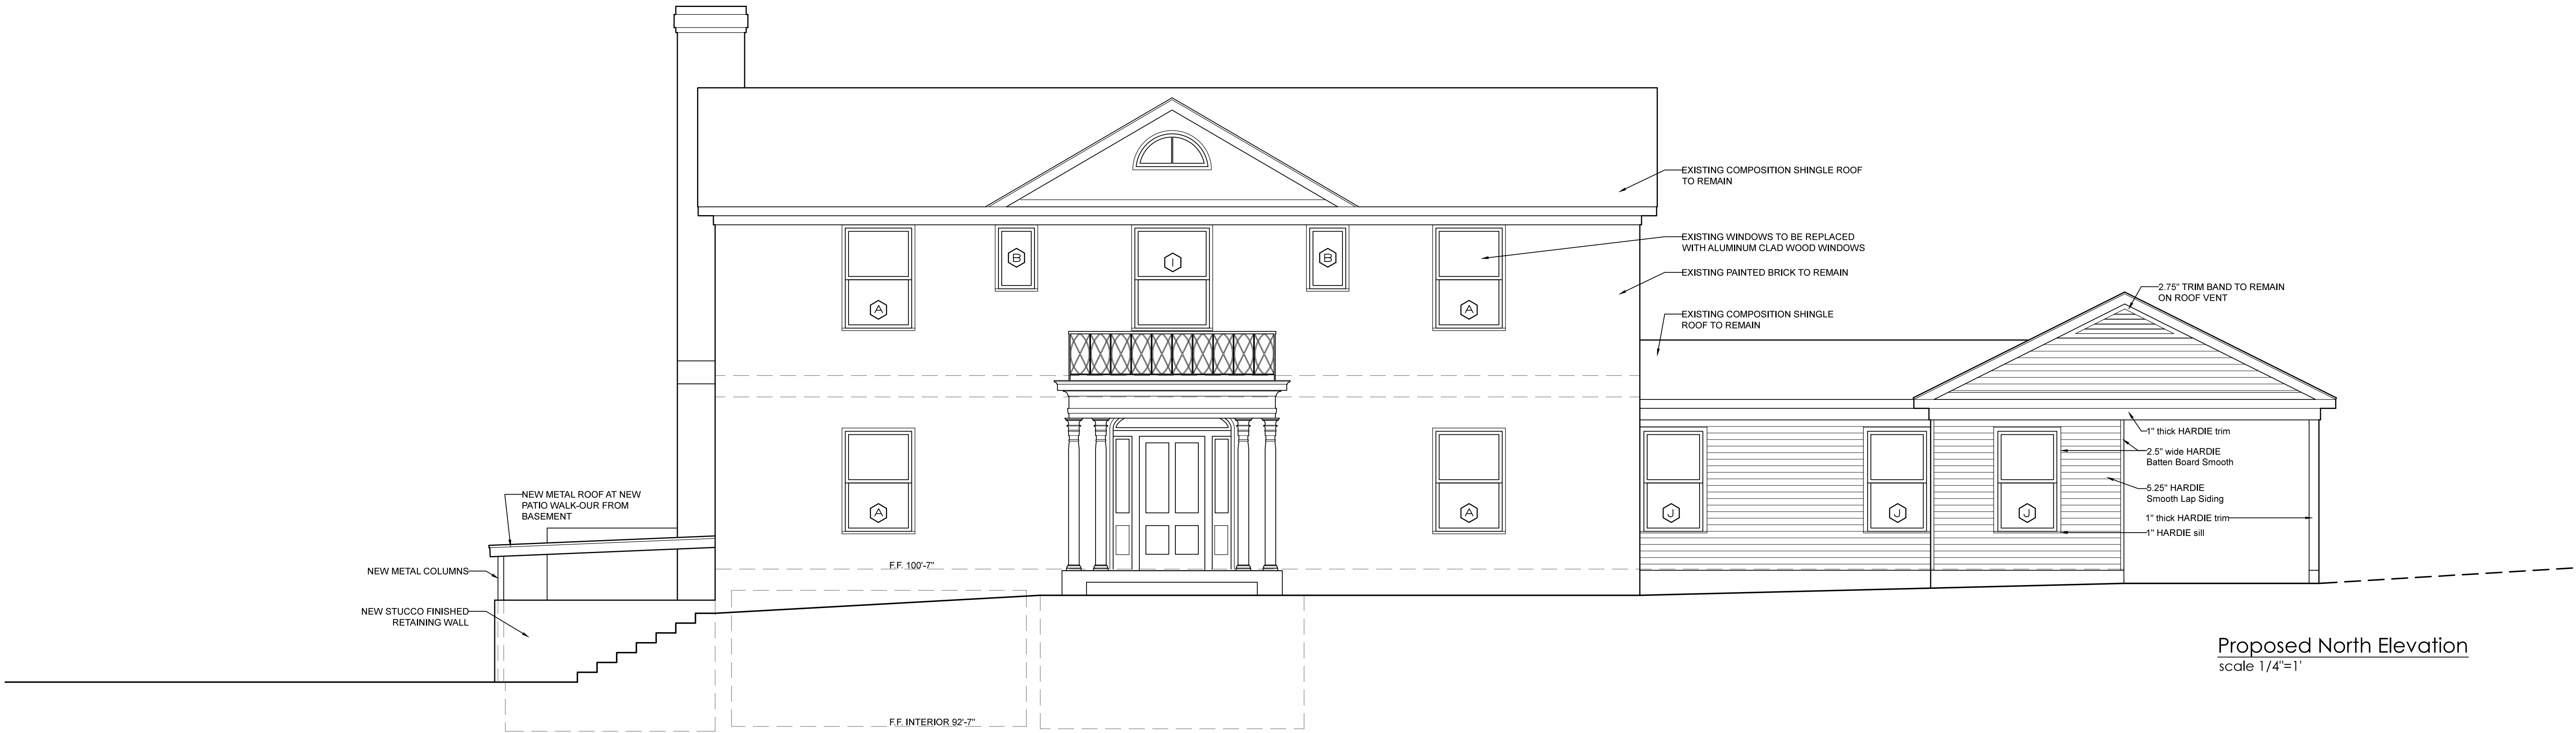 EXISTING COMPOSITION SHINGLE ROOF
TO REMAIN
EXISTING WINDOWS TO BE REPLACED
WITH ALUMINUM CLAD WOOD WINDOWS
EXISTING PAINTED BRICK TO REMAIN
EXISTING COMPOSITION SHINGLE
ROOF TO REMAIN
2.75" TRIM BAND TO REMAIN
ON ROOF VENT
B
I
B
A
A
1" thick HARDIE trim
2.5" wide HARDIE
Batten Board Smooth
5.25" HARDIE
Smooth Lap Siding
1" thick HARDIE trim
1" HARDIE sill
A
A
J
J
J
NEW METAL ROOF AT NEW
PATIO WALK-OUR FROM
BASEMENT
F.F. 100'-7"
NEW METAL COLUMNS
NEW STUCCO FINISHED
RETAINING WALL
F.F. INTERIOR 92'-7"
Proposed North Elevation
scale 1/4"=1'